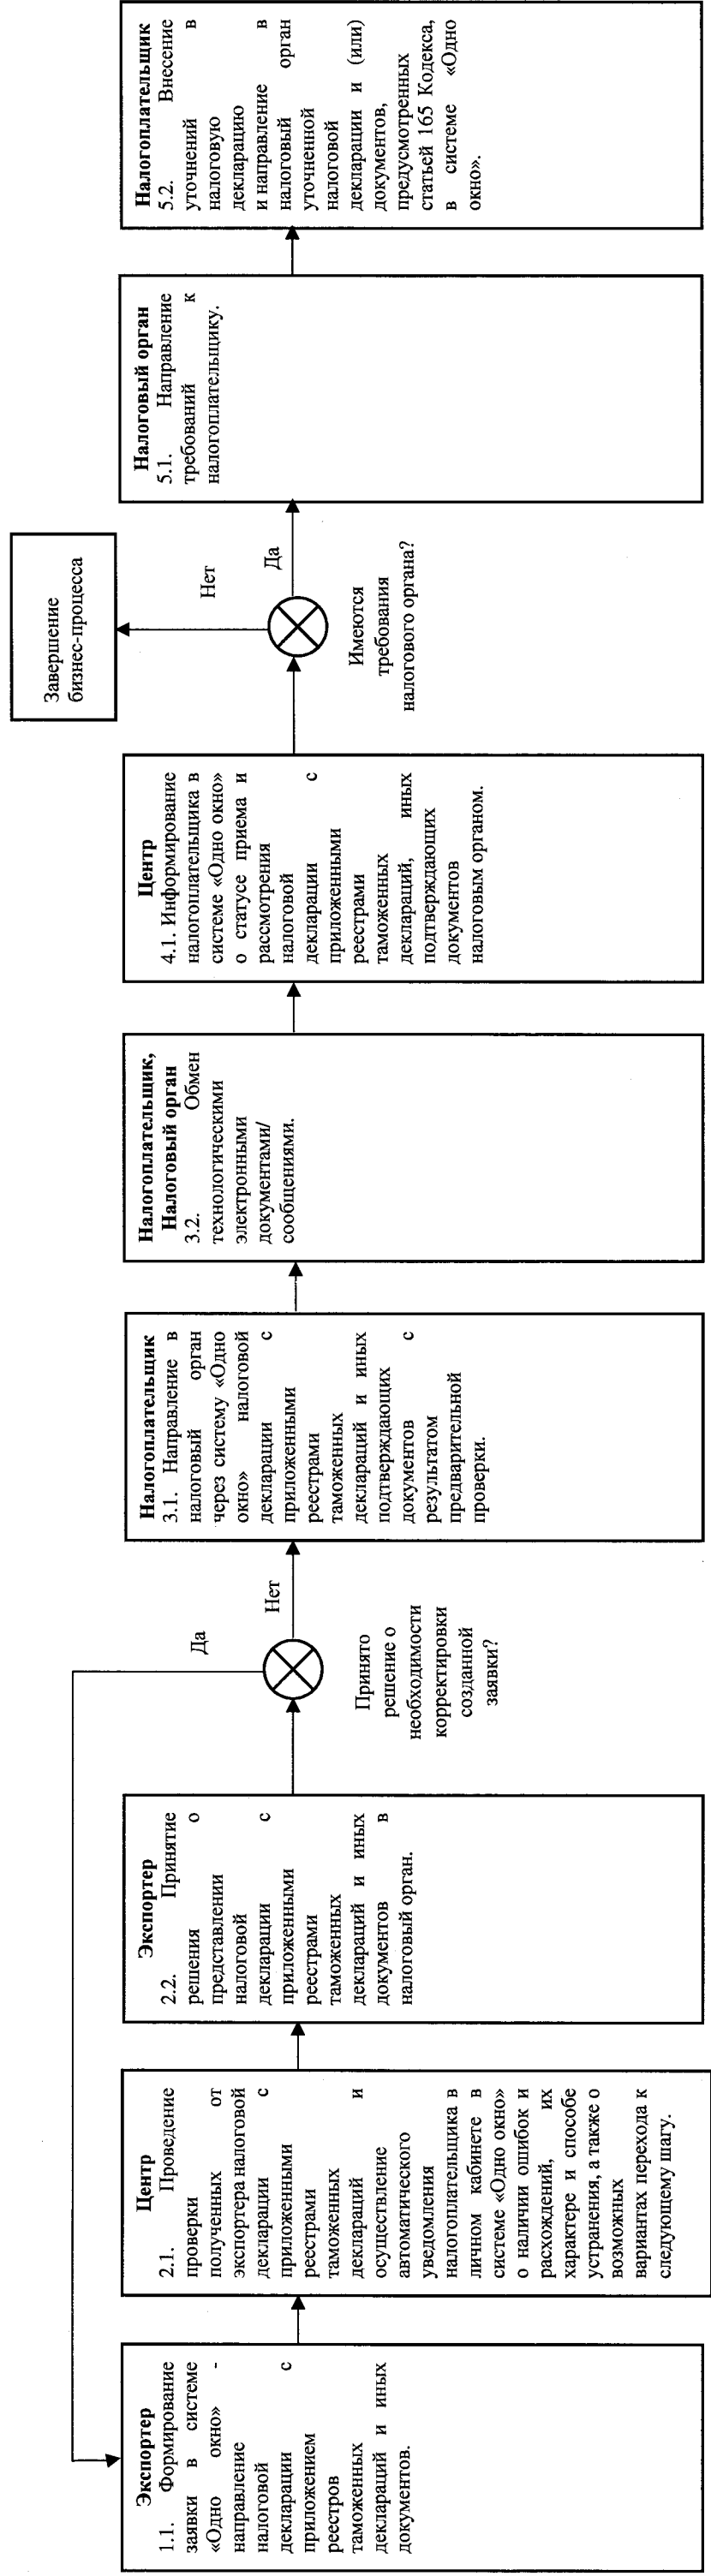 Экспортер
1.1. Формирование
заявки в системе
«Одно окно» -
направление
налоговой
декларации с
приложением
реестров
таможенных
деклараций и иных
документов.
Центр
2.1. Проведение
проверки
полученных от
экспортера налоговой
декларации с
приложенными
реестрами
таможенных
деклараций и
осуществление
автоматического
уведомления
налогоплательщика в
личном кабинете в
системе «Одно окно»
о наличии ошибок и
расхождений, их
характере и способе
устранения, а также о
возможных
вариантах перехода к
следующему шагу.
Экспортер
2.2. Принятие
решения о
представлении
налоговой
декларации с
приложенными
реестрами
таможенных
деклараций и иных
документов в
налоговый орган.
Да
Нет
Принято
решение о
необходимости
корректировки
созданной
заявки?
Налогоплательщик
3.1. Направление в
налоговый орган
через систему «Одно
окно» налоговой
декларации с
приложенными
реестрами
таможенных
деклараций и иных
подтверждающих
документов с
результатом
предварительной
проверки.
Налогоплательщик,
Налоговый орган
3.2. Обмен
технологическими
электронными
документами/
сообщениями.
Центр
4.1. Информирование
налогоплательщика в
системе «Одно окно»
о статусе приема и
рассмотрения
налоговой
декларации с
приложенными
реестрами
таможенных
деклараций, иных
подтверждающих
документов
налоговым органом.
Завершение
бизнес-процесса
Нет
Да
Имеются
требования
налогового органа?
Налоговый орган
5.1. Направление
требований к
налогоплательщику.
Налогоплательщик
5.2. Внесение
уточнений в
налоговую
декларацию
и направление в
налоговый орган
уточненной
налоговой
декларации и (или)
документов,
предусмотренных
статьей 165 Кодекса,
в системе «Одно
окно».